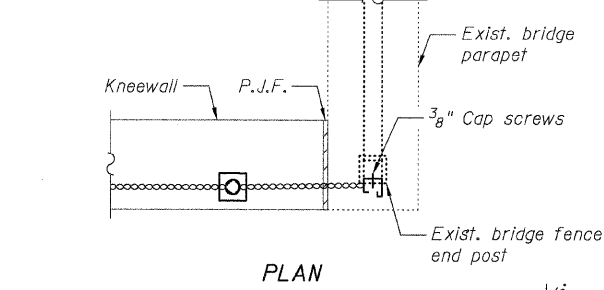 Exist. bridge
parapet
Kneewall
P.J.F.
3/8" Cap screws
Exist. bridge fence
end post
PLAN